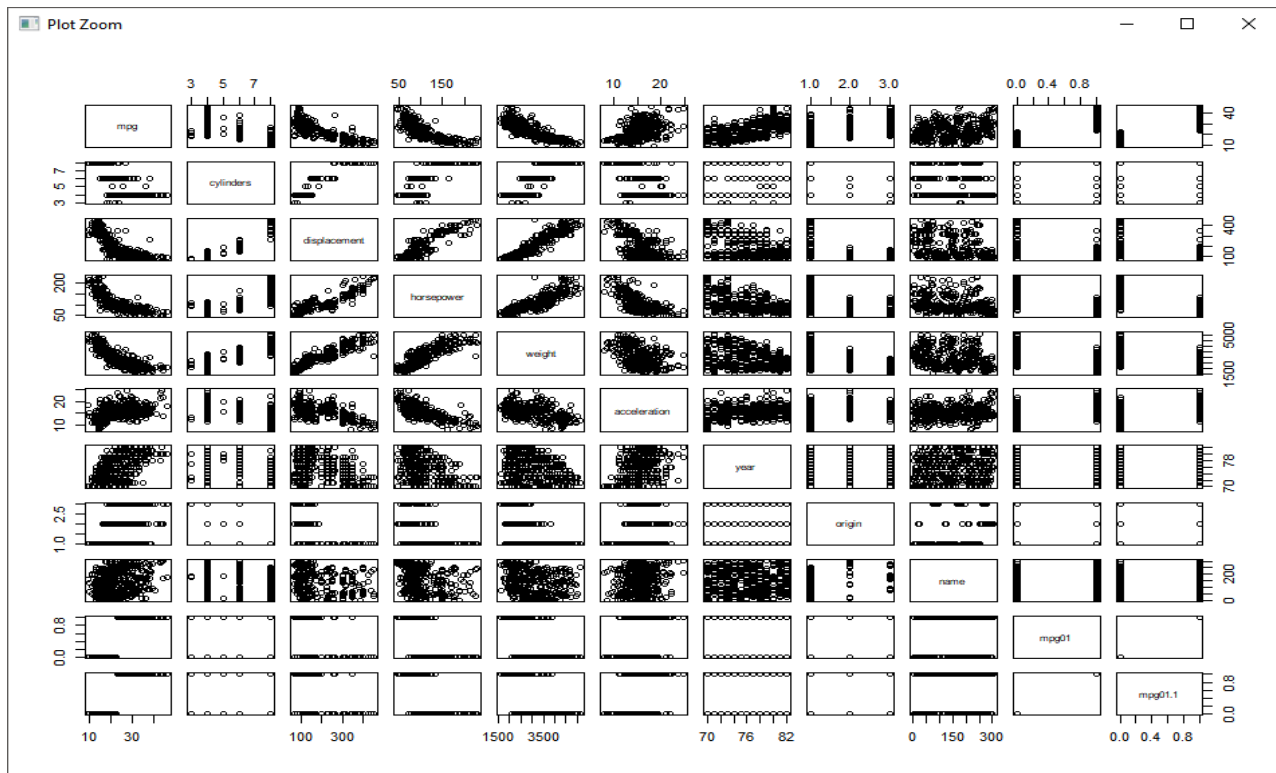 Plot Zoom
3 5 7 50 150 10 20 1.0 2.0 3.0 0.0 0.4 0.8
mpg
10 40
3 5 7
cylinders
displacement
100 400
50 200
horsepower
weight
1500 5000
10 20
acceleration
year
70 78
1.0 2.5
origin
name
0 200
0.0 0.8
mpg01
mpg01.1
0.0 0.8
10 30 100 300 1500 3500 70 76 82 0 150 300 0.0 0.4 0.8